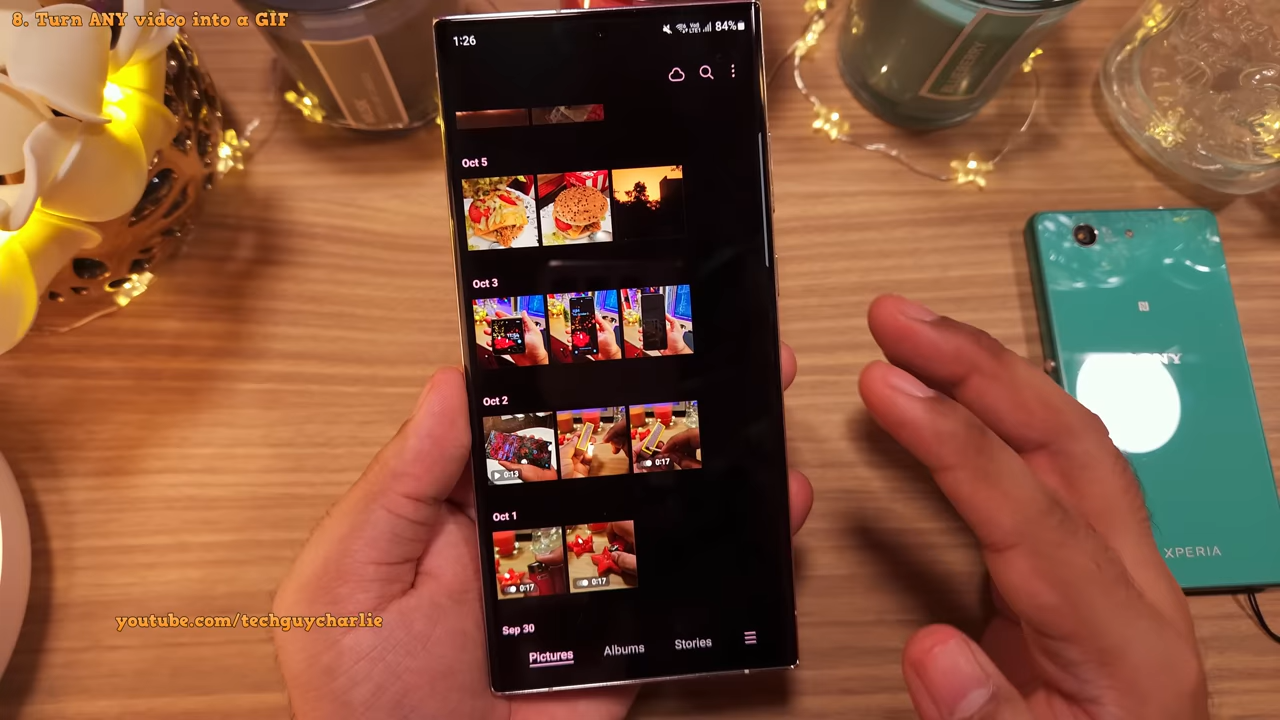 8. Turn ANY video into a GIF
1:26
84%
Oct 5
Oct 3
Oct 2
0:13
0:17
Oct 1
0:17
0:17
Sep 30
Pictures
Albums
Stories
youtube.com/techguycharlie
XPERIA